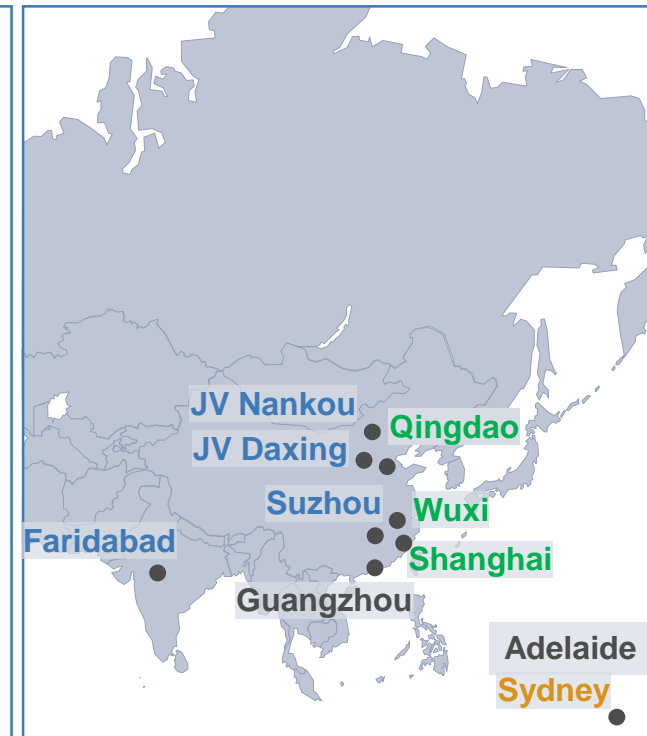 JV Nankou
Qingdao
JV Daxing
Suzhou
Wuxi
Faridabad
Shanghai
Guangzhou
Adelaide
Sydney